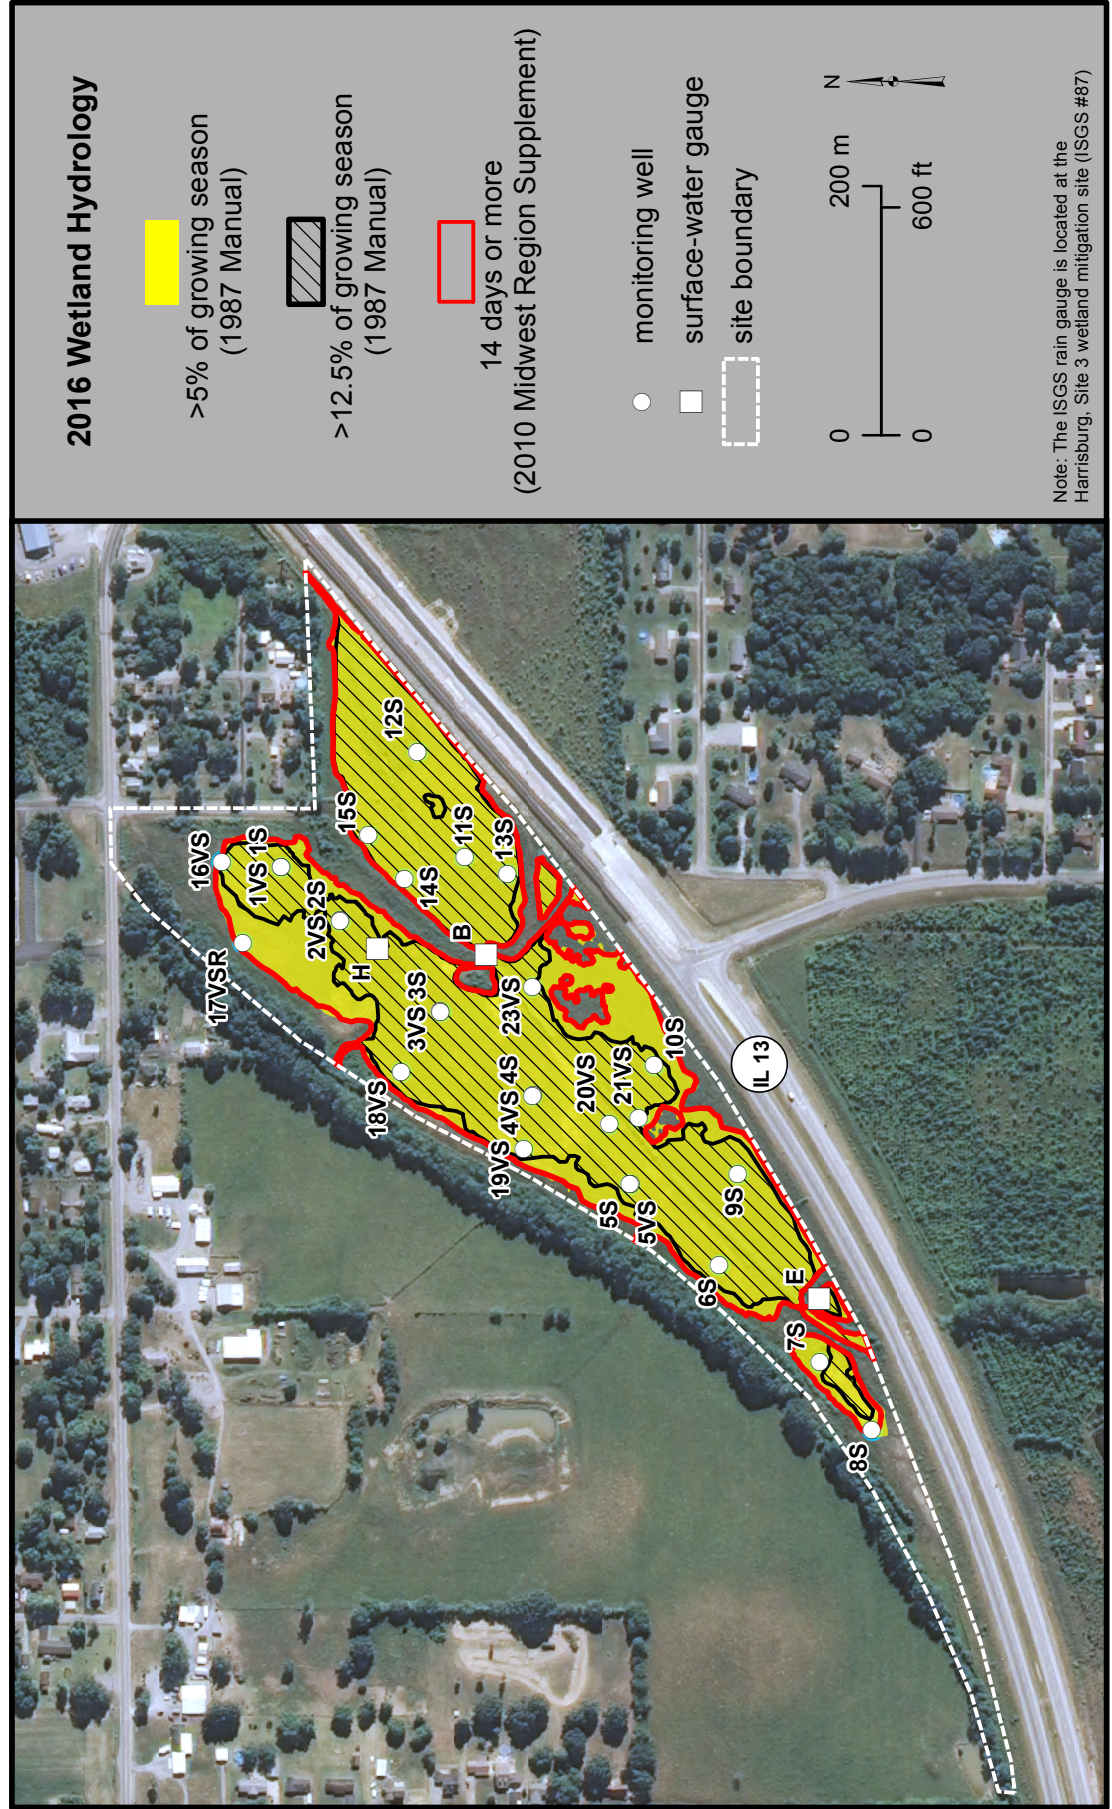 2016 Wetland Hydrology
>5% of growing season
(1987 Manual)
>12.5% of growing season
(1987 Manual)
14 days or more
(2010 Midwest Region Supplement)
monitoring well
surface-water gauge
site boundary
0
200 m
0
600 ft
N
Note: The ISGS rain gauge is located at the
Harrisburg, Site 3 wetland mitigation site (ISGS #87)
16VS
1VS 1S
17VSR
2VS 2S
H
15S
12S
14S
11S
13S
B
3VS 3S
23VS
18VS
4VS 4S
19VS
20VS
21VS
10S
5S
5VS
9S
6S
E
7S
8S
IL 13